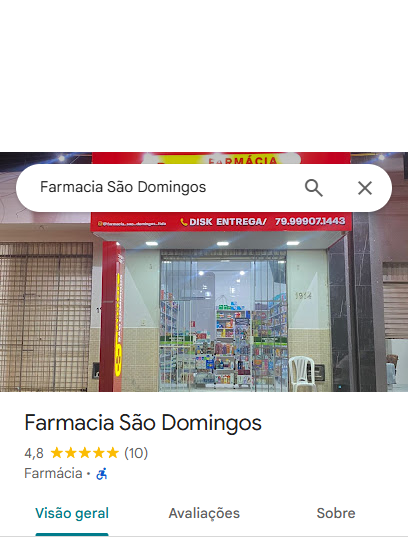 FARMÁCIA
Farmacia São Domingos
DISK ENTREGA/ 79.99907.1443
1914
Farmacia São Domingos
4,8 (10)
Farmácia ·
Visão geral
Avaliações
Sobre